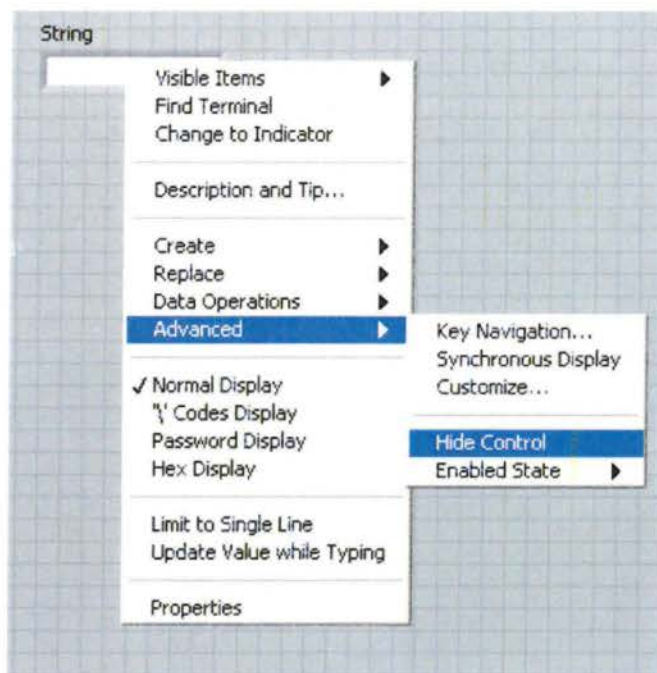 String
Visible Items
Find Terminal
Change to Indicator
Description and Tip...
Create
Replace
Data Operations
Advanced
Normal Display
'\' Codes Display
Password Display
Hex Display
Limit to Single Line
Update Value while Typing
Properties
Key Navigation...
Synchronous Display
Customize...
Hide Control
Enabled State